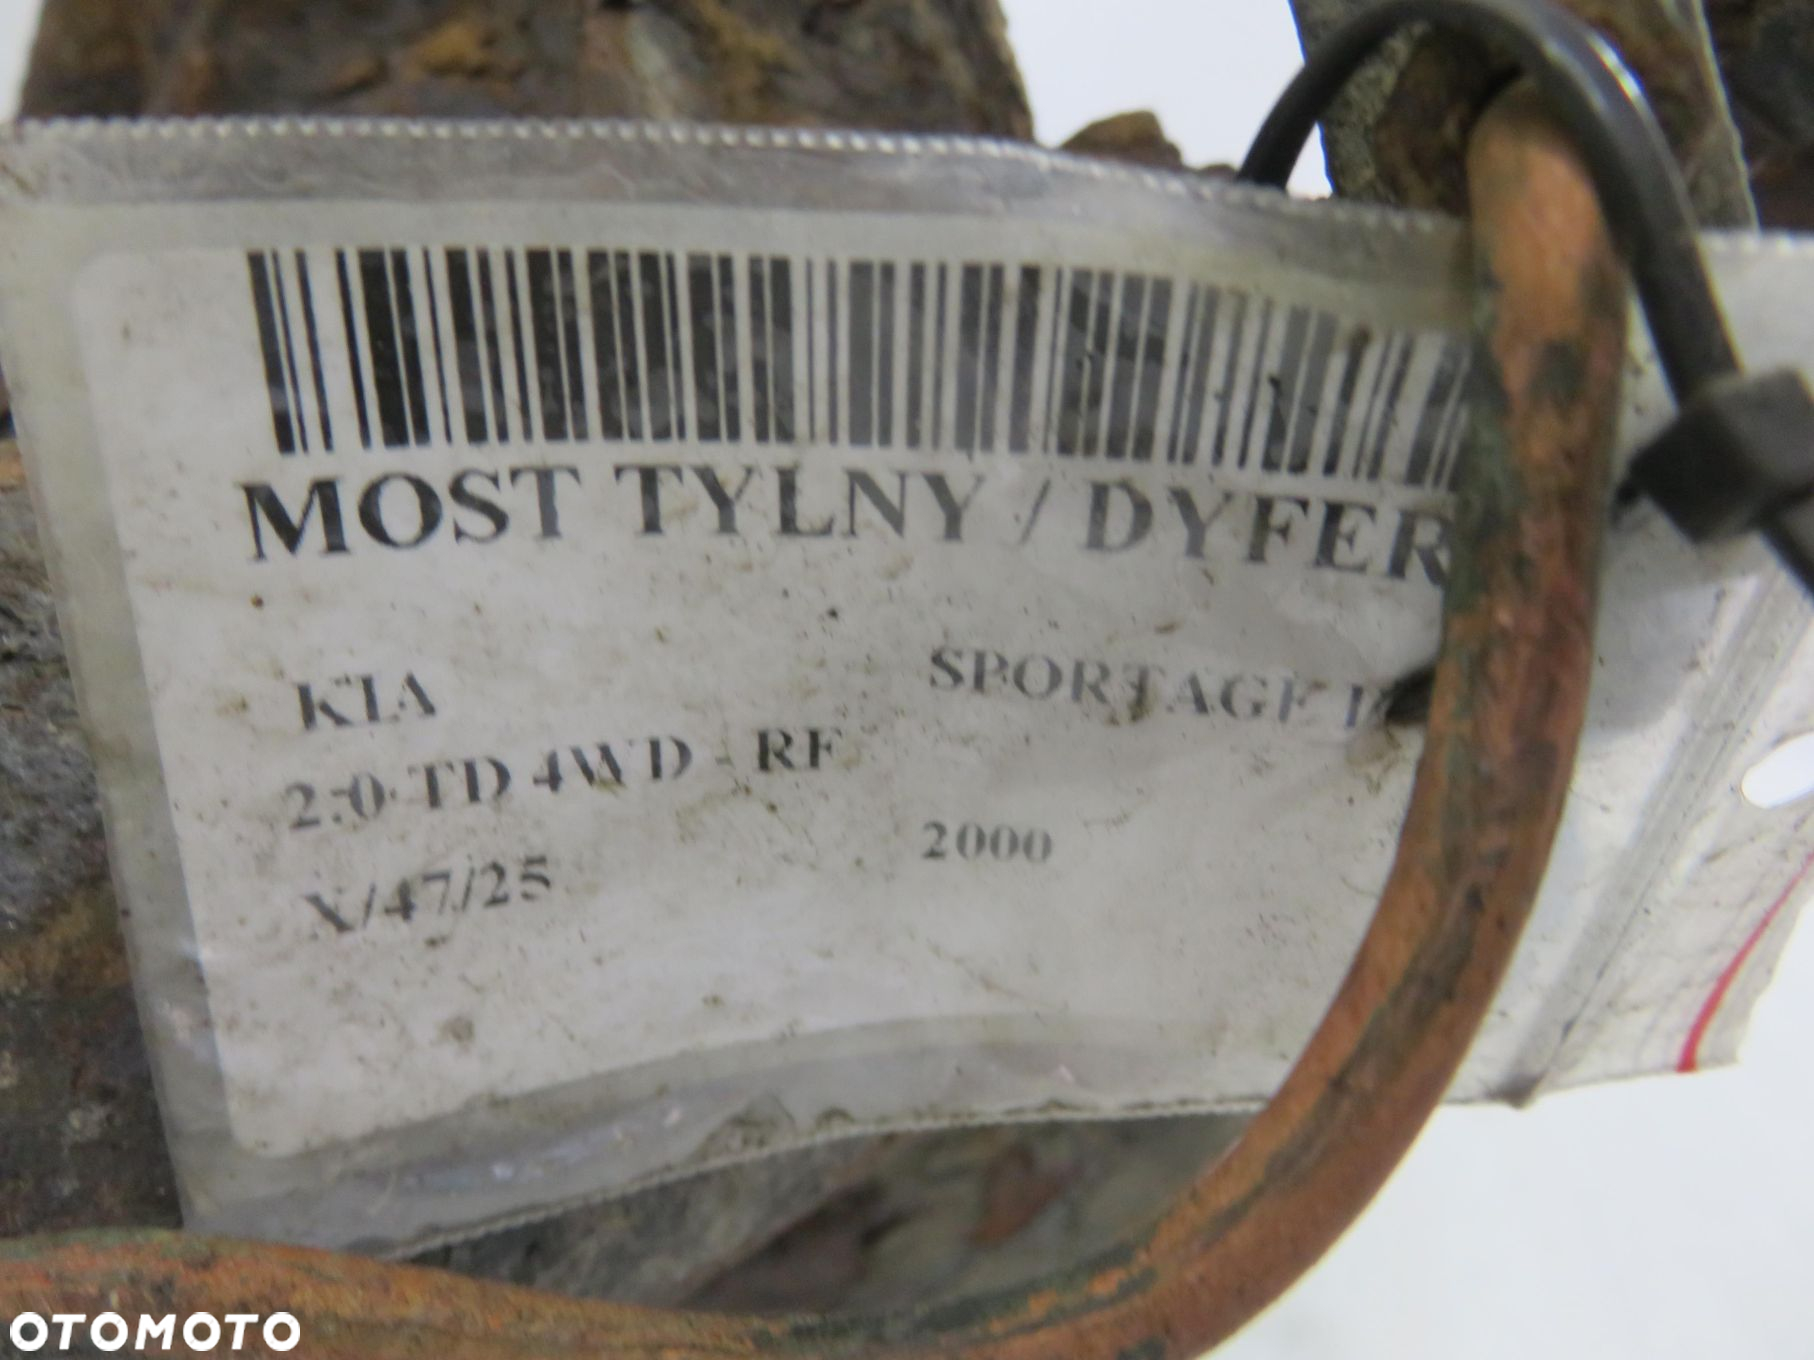 MOST TYLNY / DYFER
KIA SPORTAGE
2.0 TD 4WD - RF
X/47/25 2000
OTOMOTO